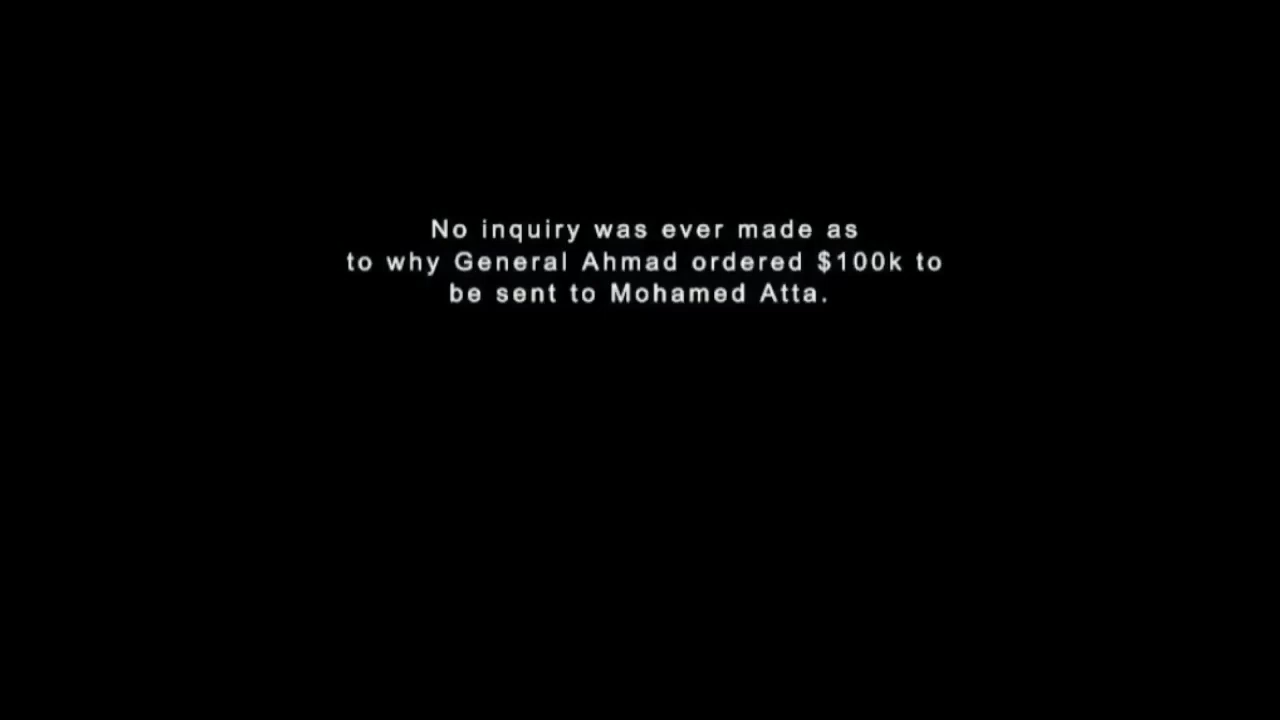 No inquiry was ever made as
to why General Ahmad ordered $100k to
be sent to Mohamed Atta.